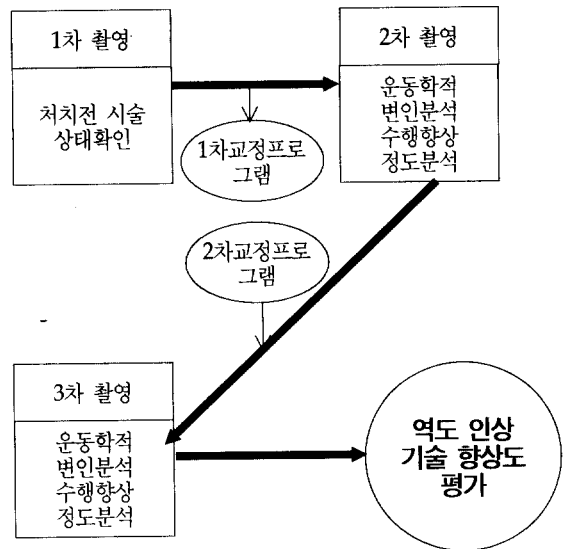 1차 촬영
처치전 시술
상태확인
1차교정프로
그램
2차 촬영
운동학적
변인분석
수행향상
정도분석
2차교정프로
그램
3차 촬영
운동학적
변인분석
수행향상
정도분석
역도 인상
기술 향상도
평가